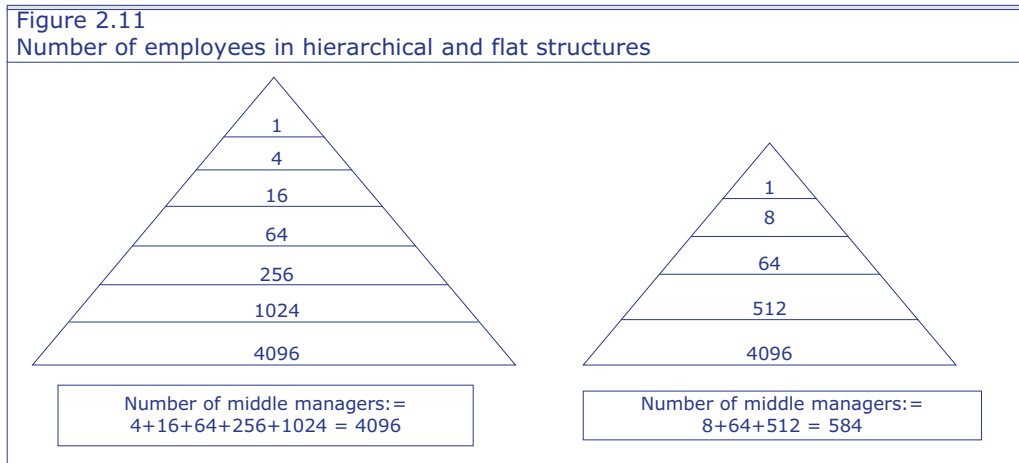 Figure 2.11
Number of employees in hierarchical and flat structures
1
4
16
64
256
1024
4096
Number of middle managers:=
4+16+64+256+1024 = 4096
1
8
64
512
4096
Number of middle managers:=
8+64+512 = 584